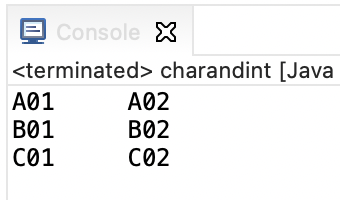 Console
<terminated> charandint [Java
A01 A02
B01 B02
C01 C02